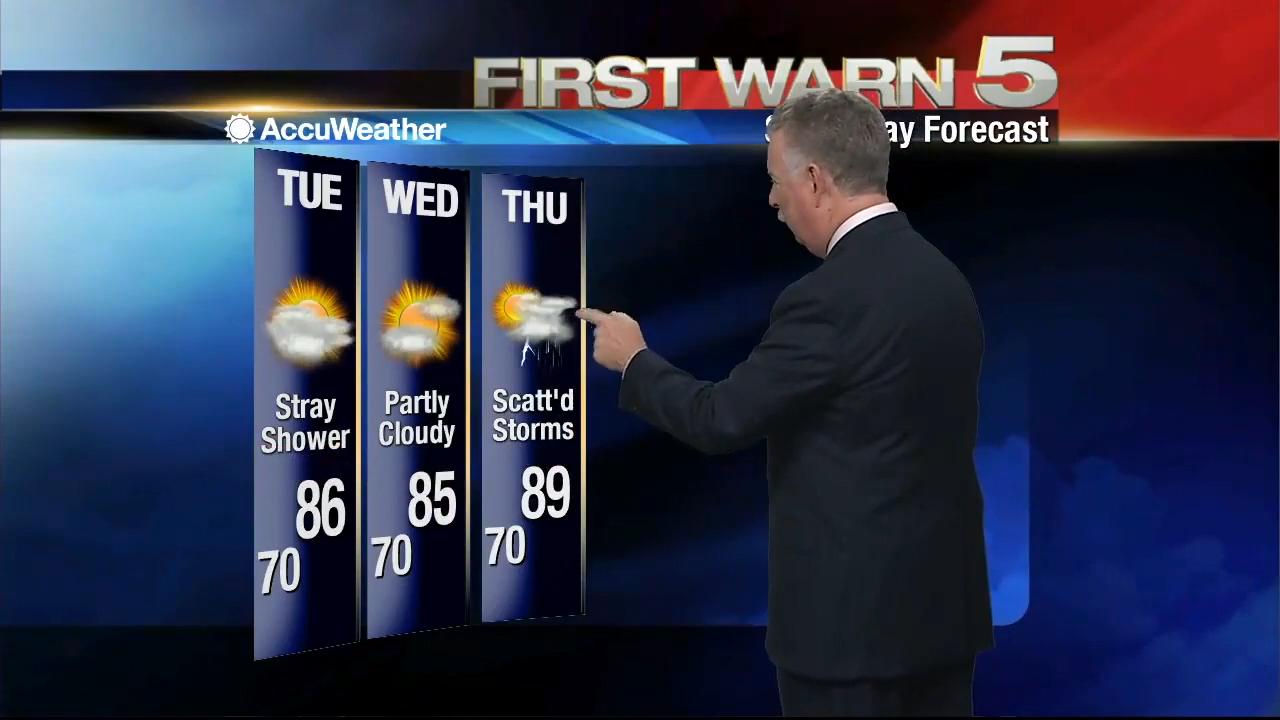 FIRST WARN 5
AccuWeather
Forecast
TUE
Stray
Shower
86
70
WED
Partly
Cloudy
85
70
THU
Scatt'd
Storms
89
70